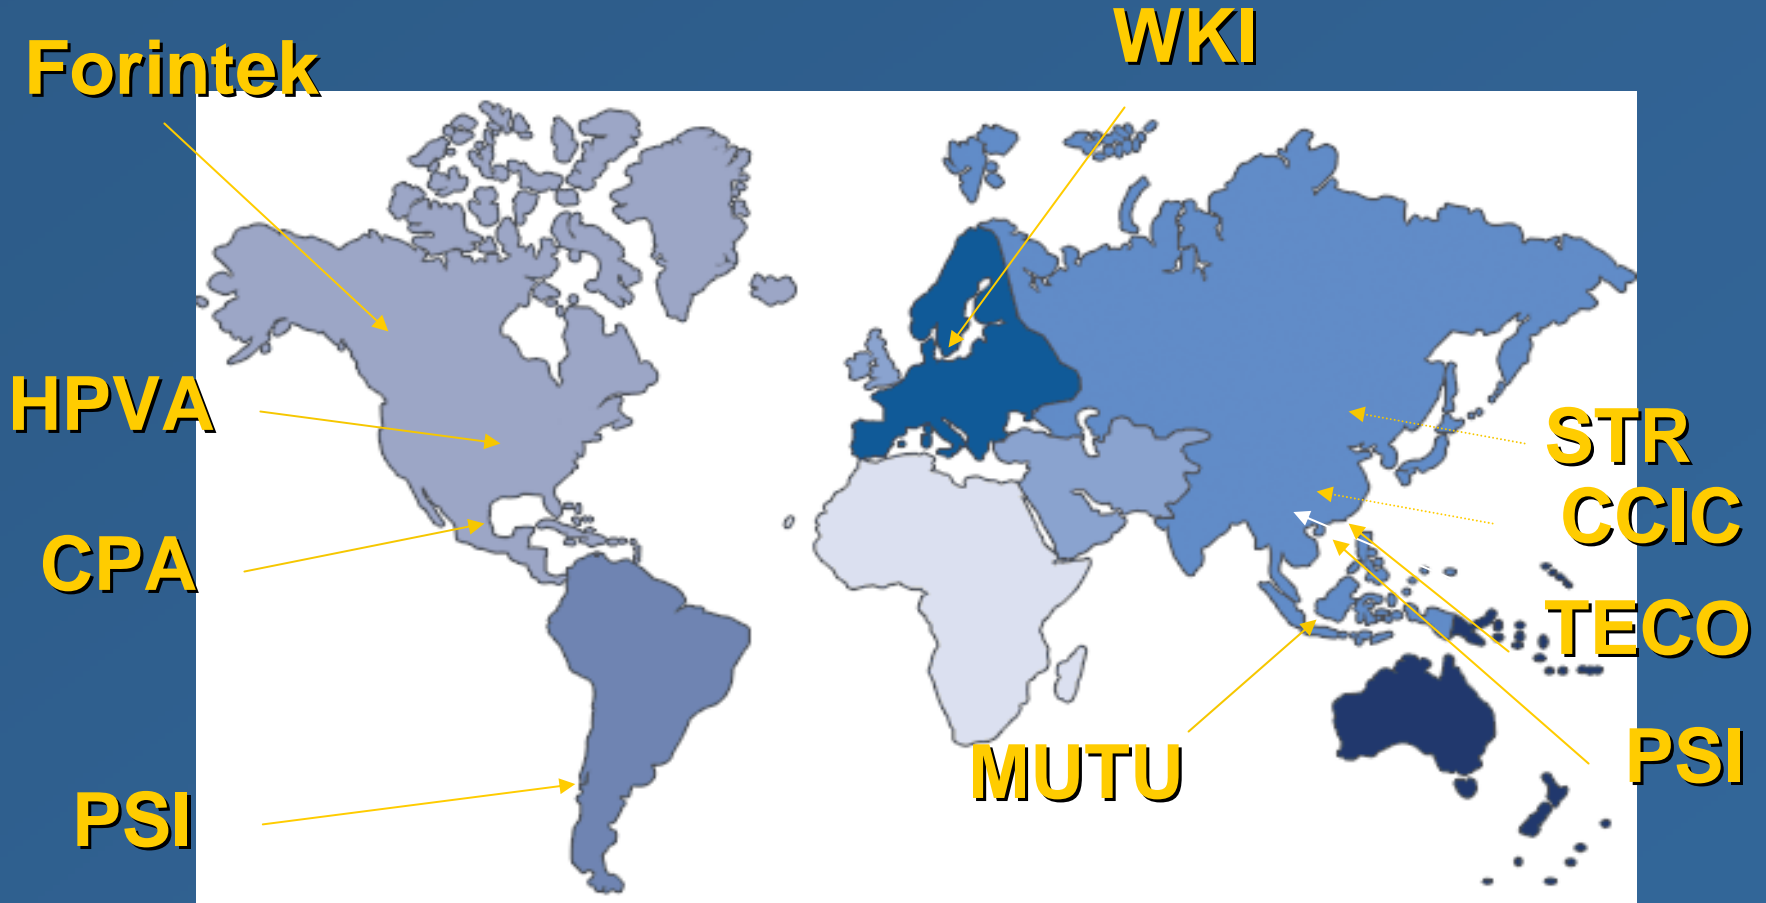 WKI
Forintek
HPVA
STR
CCIC
CPA
TECO
MUTU
PSI
PSI